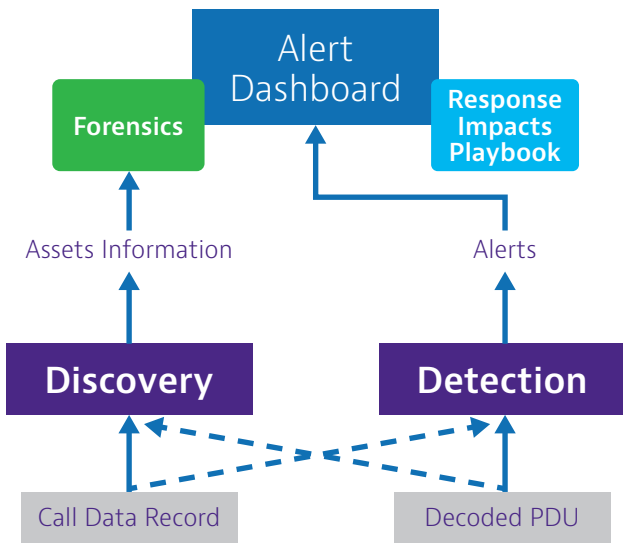 Alert
Dashboard
Forensics
Response
Impacts
Playbook
Assets Information
Alerts
Discovery
Detection
Call Data Record
Decoded PDU